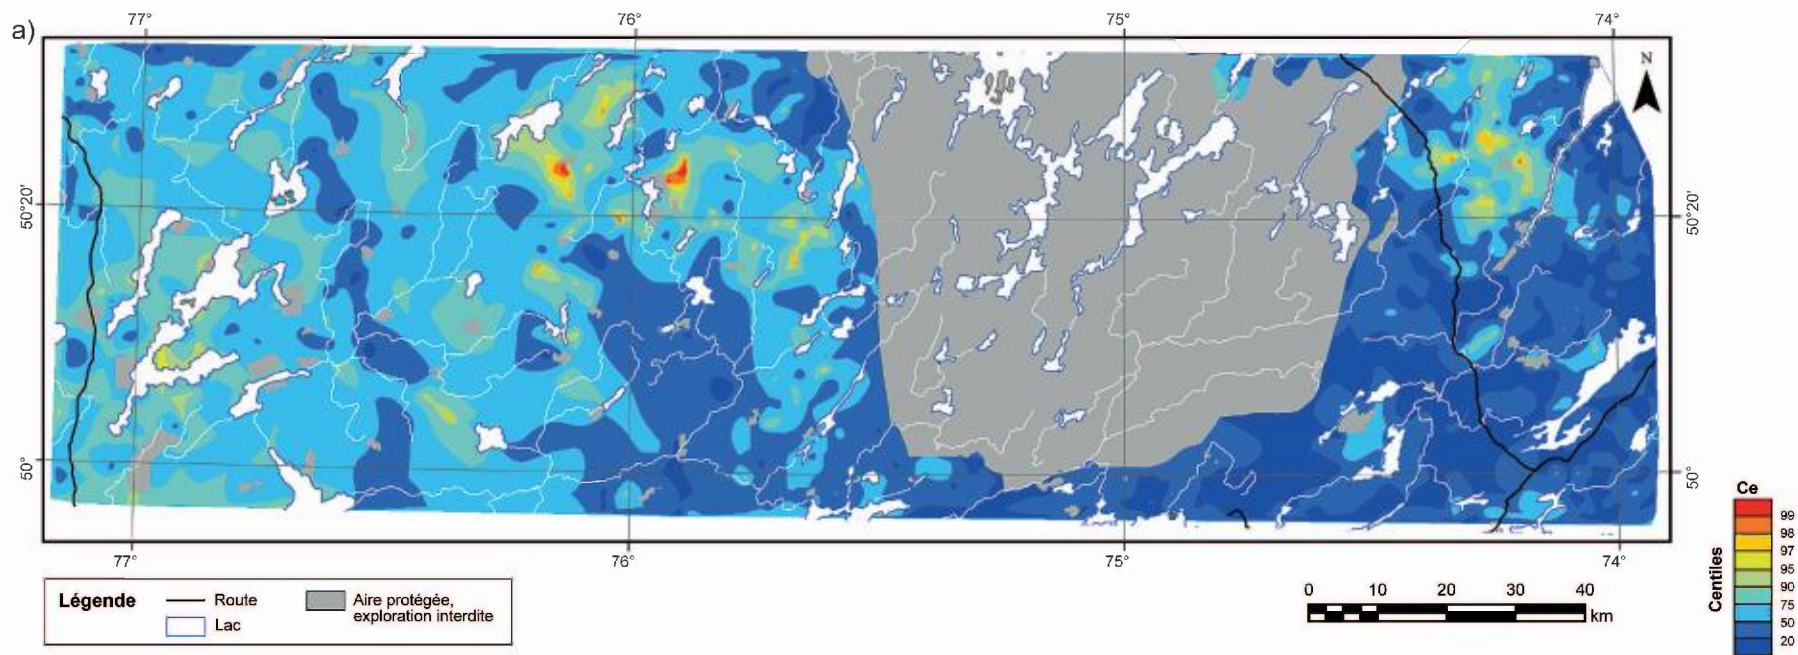 a)
77° 76° 75° 74°
N
50°20' 50°20'
50° 50°
77° 76° 75° 74°
Légende
Route
Lac
Aire protégée,
exploration interdite
0 10 20 30 40
km
Ce
Centiles
99
98
97
95
90
75
50
20